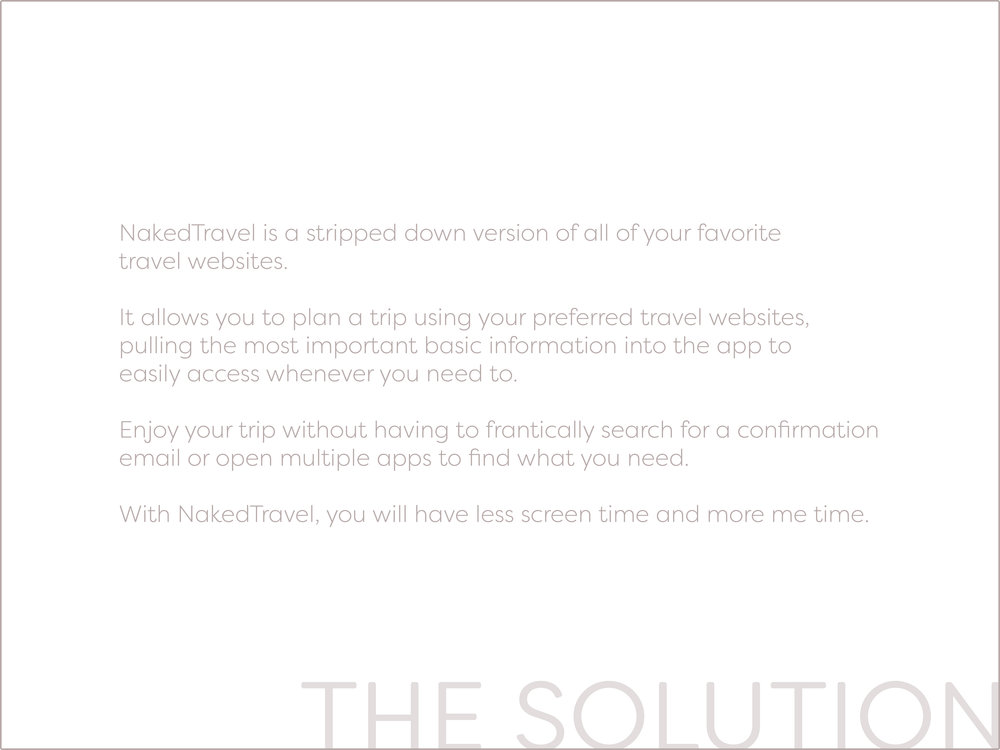 NakedTravel is a stripped down version of all of your favorite
travel websites.
It allows you to plan a trip using your preferred travel websites,
pulling the most important basic information into the app to
easily access whenever you need to.
Enjoy your trip without having to frantically search for a confirmation
email or open multiple apps to find what you need.
With NakedTravel, you will have less screen time and more me time.
THE SOLUTION